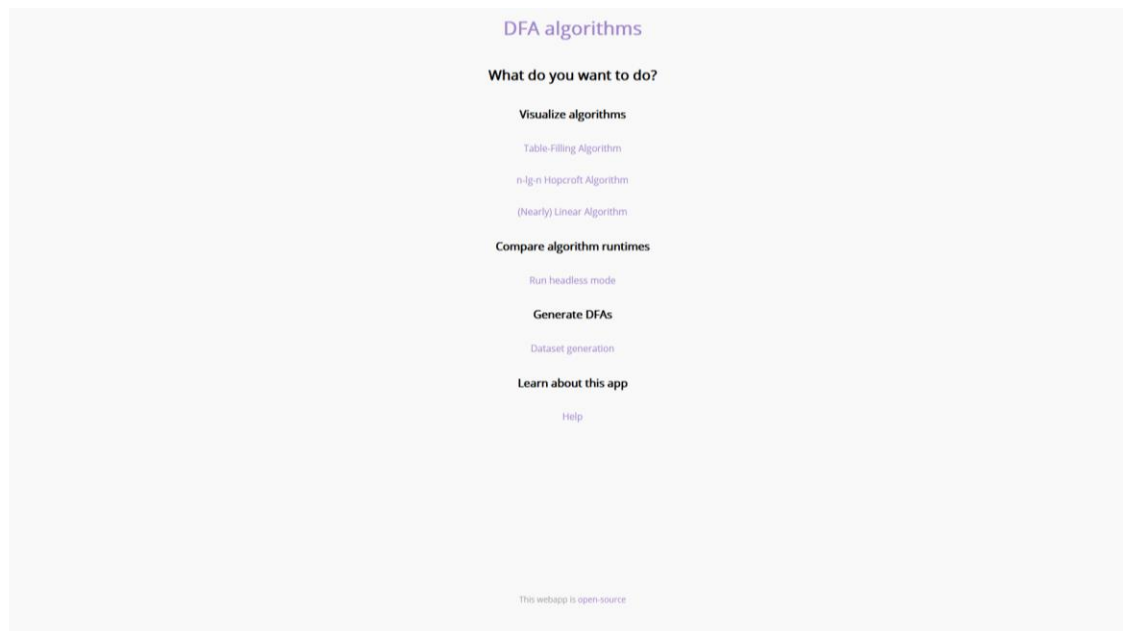 DFA algorithms
What do you want to do?
Visualize algorithms
Table-Filling Algorithm
n-lg-n Hopcroft Algorithm
(Nearly) Linear Algorithm
Compare algorithm runtimes
Run headless mode
Generate DFAs
Dataset generation
Learn about this app
Help
This webapp is open-source